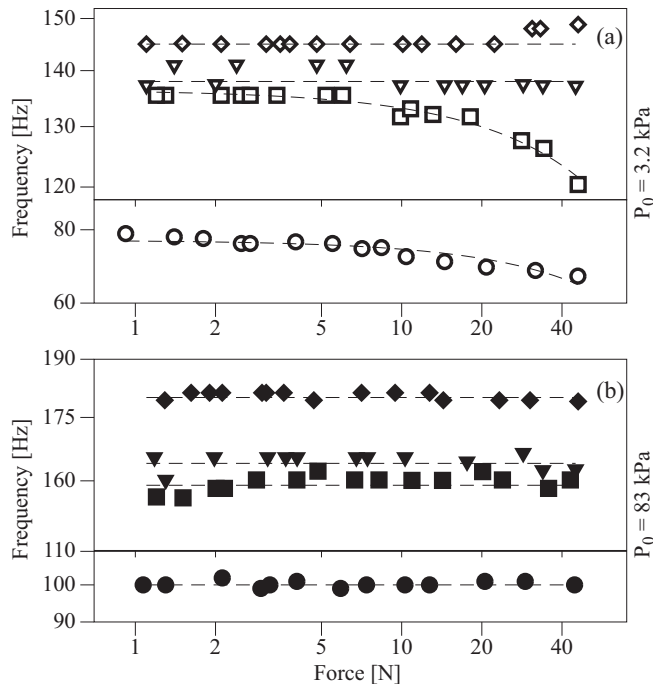 150
(a)
140
130
120
Frequency [Hz]
P0 = 3.2 kPa
80
60
1 2 5 10 20 40
190
(b)
175
160
Frequency [Hz]
P0 = 83 kPa
110
100
90
1 2 5 10 20 40
Force [N]